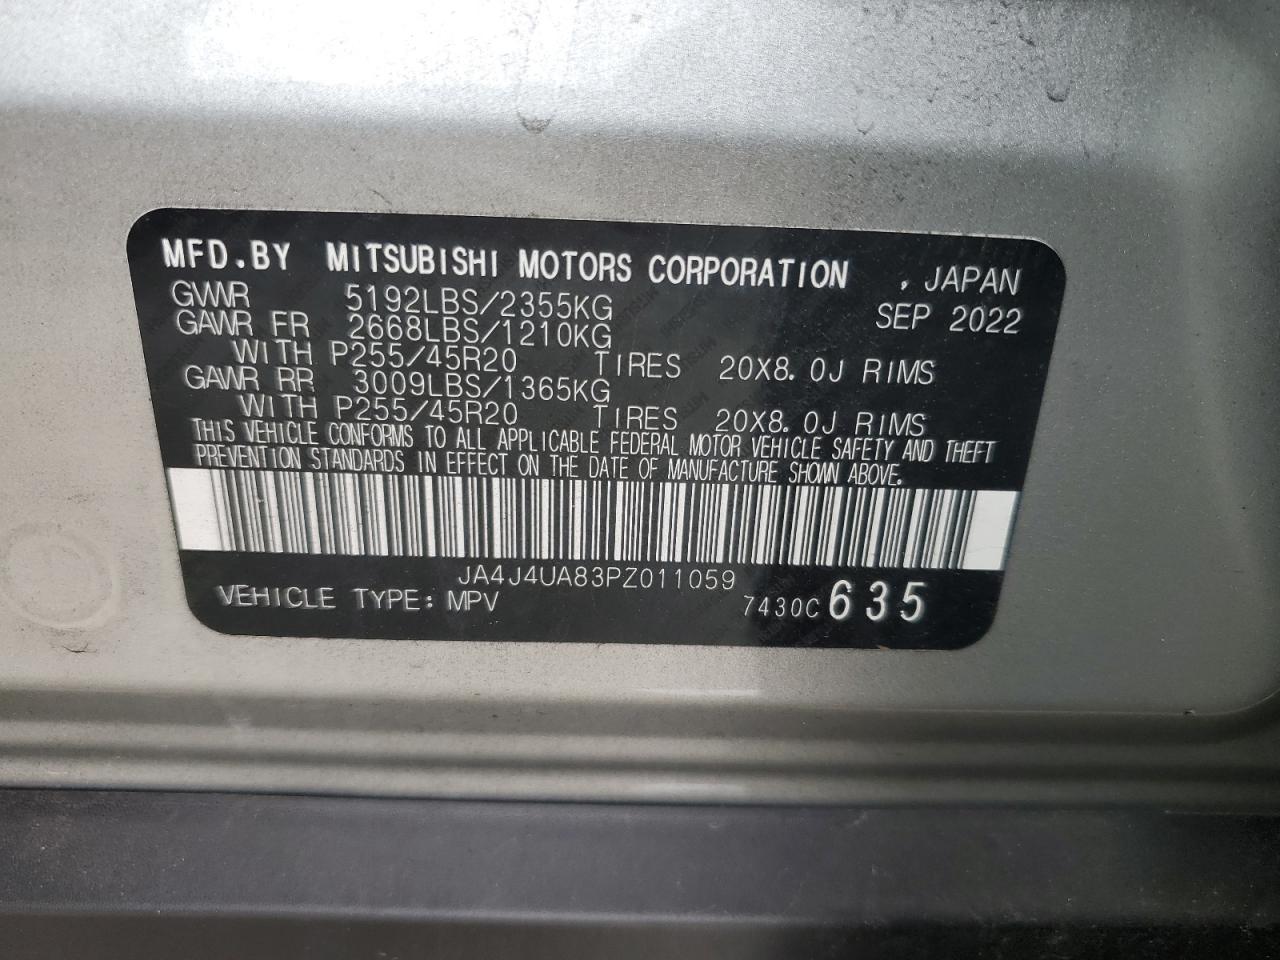 MFD.BY MITSUBISHI MOTORS CORPORATION , JAPAN
GVWR 5192LBS/2355KG SEP 2022
GAWR FR 2668LBS/1210KG
WITH P255/45R20 TIRES 20X8.0J RIMS
GAWR RR 3009LBS/1365KG
WITH P255/45R20 TIRES 20X8.0J RIMS
THIS VEHICLE CONFORMS TO ALL APPLICABLE FEDERAL MOTOR VEHICLE SAFETY AND THEFT
PREVENTION STANDARDS IN EFFECT ON THE DATE OF MANUFACTURE SHOWN ABOVE.
JA4J4UA83PZ011059
VEHICLE TYPE: MPV 7430C 635